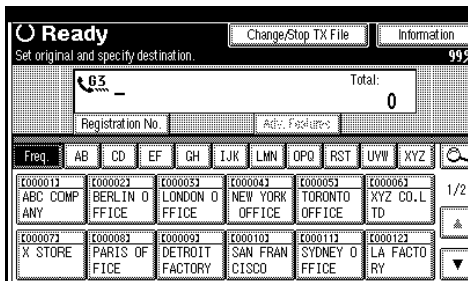 Ready
Change/Stop TX File
Information
Set original and specify destination.
99%
G3
Total:
0
Registration No.
Adv. Features
Freq.
AB
CD
EF
GH
IJK
LMN
OPQ
RST
UVW
XYZ
[00001]
ABC COMP
ANY
[00002]
BERLIN O
FFICE
[00003]
LONDON O
FFICE
[00004]
NEW YORK
OFFICE
[00005]
TORONTO
OFFICE
[00006]
XYZ CO.L
TD
1/2
[00007]
X STORE
[00008]
PARIS OF
FICE
[00009]
DETROIT
FACTORY
[00010]
SAN FRAN
CISCO
[00011]
SYDNEY O
FFICE
[00012]
LA FACTO
RY